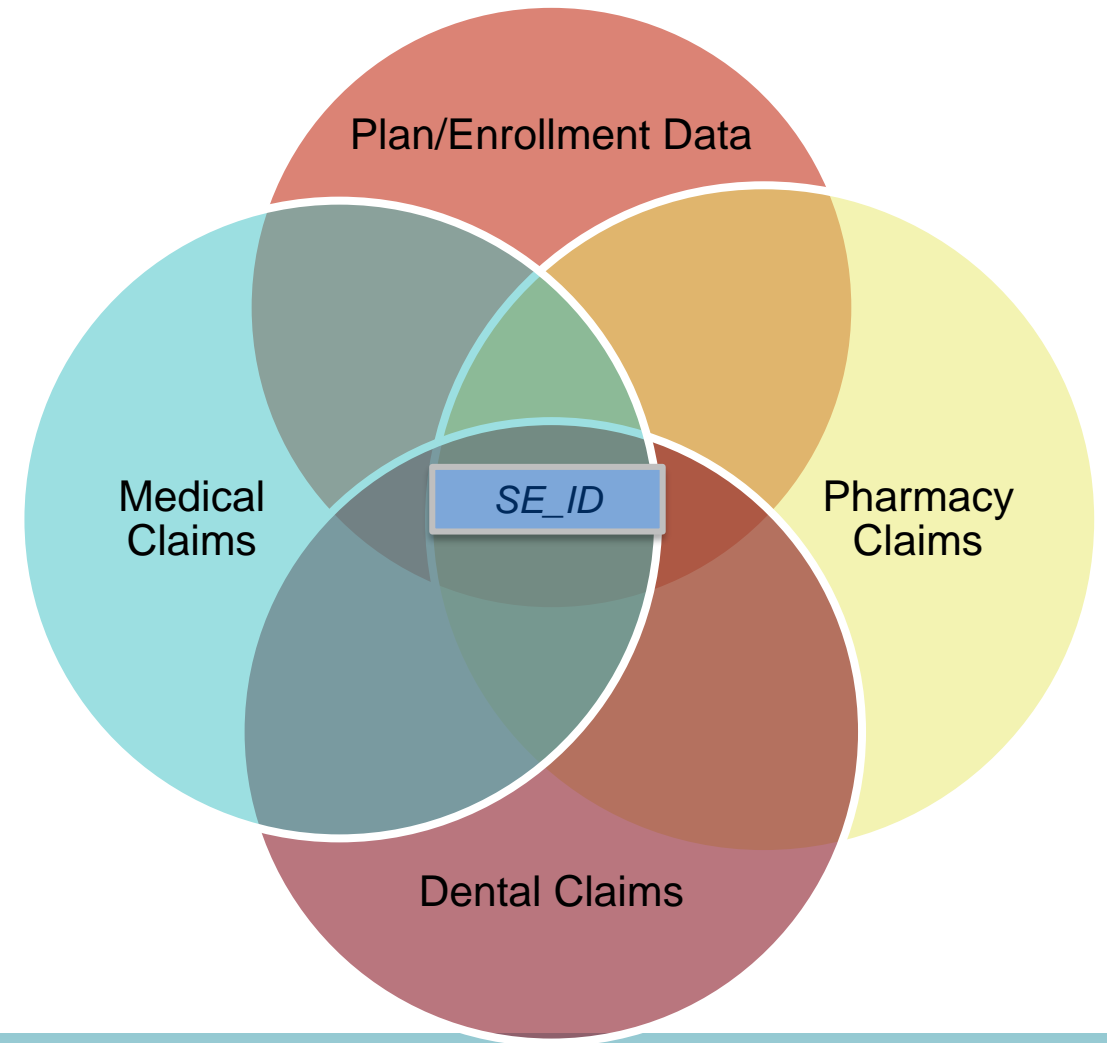 Plan/Enrollment Data
Medical
Claims
SE_ID
Pharmacy
Claims
Dental Claims